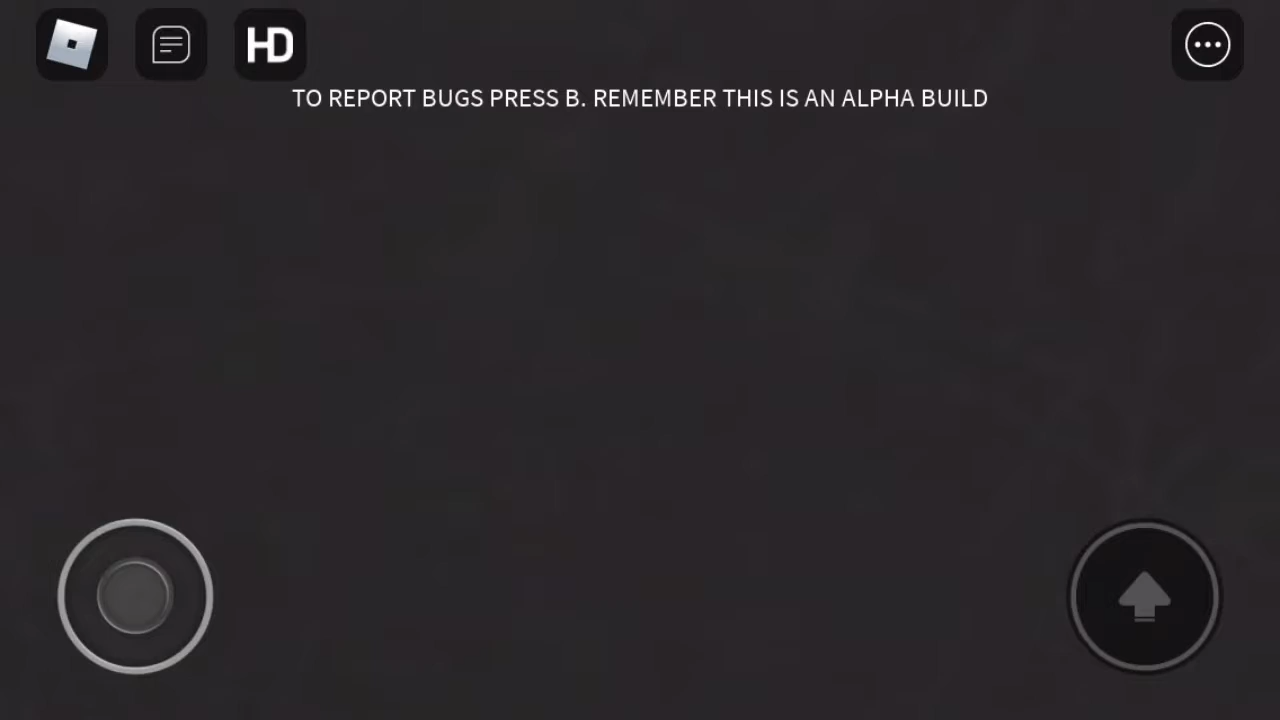 HD
TO REPORT BUGS PRESS B. REMEMBER THIS IS AN ALPHA BUILD